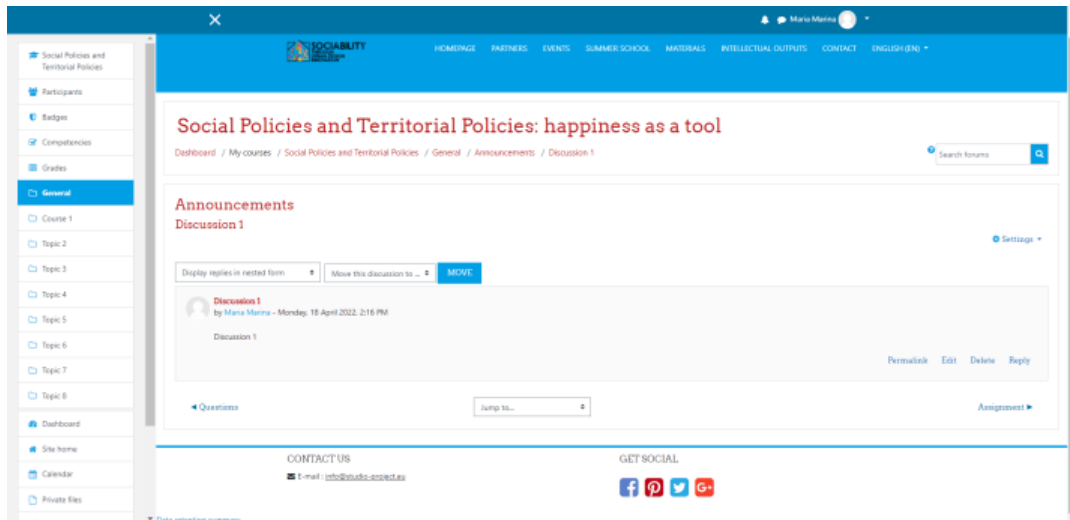 Maria Marina
SOCIABILITY
HOMEPAGE PARTNERS EVENTS SUMMER SCHOOL MATERIALS INTELLECTUAL OUTPUTS CONTACT ENGLISH (EN)
Social Policies and
Territorial Policies
Participants
Badges
Competencies
Grades
General
Course 1
Topic 2
Topic 3
Topic 4
Topic 5
Topic 6
Topic 7
Topic 8
Dashboard
Site home
Calendar
Private files
Social Policies and Territorial Policies: happiness as a tool
Dashboard / My courses / Social Policies and Territorial Policies / General / Announcements / Discussion 1
Search forums
Announcements
Discussion 1
Settings
Display replies in nested form
Move this discussion to ...
MOVE
Discussion 1
by Maria Marina - Monday, 18 April 2022, 2:16 PM
Discussion 1
Permalink Edit Delete Reply
◄ Questions
Jump to...
Assignment ►
CONTACT US
E-mail : info@studio-project.eu
GET SOCIAL
Data retention summary